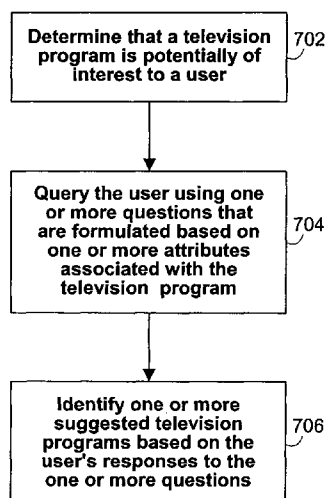 Determine that a television
program is potentially of
interest to a user
702
Query the user using one
or more questions that
are formulated based on
one or more attributes
associated with the
television program
704
Identify one or more
suggested television
programs based on the
user's responses to the
one or more questions
706